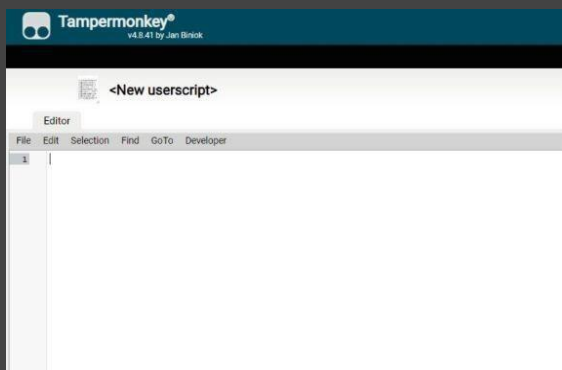 Tampermonkey®
v4.8.41 by Jan Biniok
<New userscript>
Editor
File Edit Selection Find GoTo Developer
1